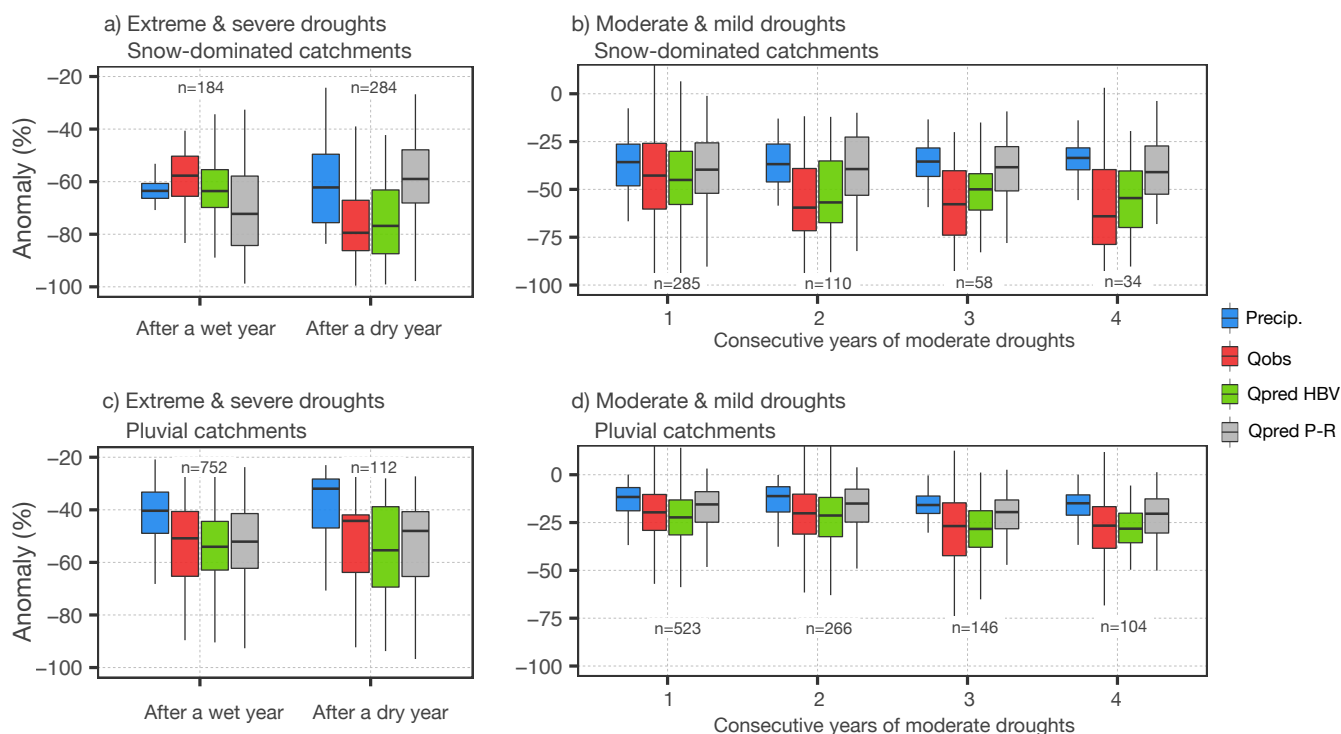 a) Extreme & severe droughts
Snow-dominated catchments
Anomaly (%)
−20
−40
−60
−80
−100
n=184
n=284
After a wet year
After a dry year
b) Moderate & mild droughts
Snow-dominated catchments
0
−25
−50
−75
−100
n=285
n=110
n=58
n=34
1
2
3
4
Consecutive years of moderate droughts
Precip.
Qobs
Qpred HBV
Qpred P-R
c) Extreme & severe droughts
Pluvial catchments
Anomaly (%)
−20
−40
−60
−80
−100
n=752
n=112
After a wet year
After a dry year
d) Moderate & mild droughts
Pluvial catchments
0
−25
−50
−75
−100
n=523
n=266
n=146
n=104
1
2
3
4
Consecutive years of moderate droughts